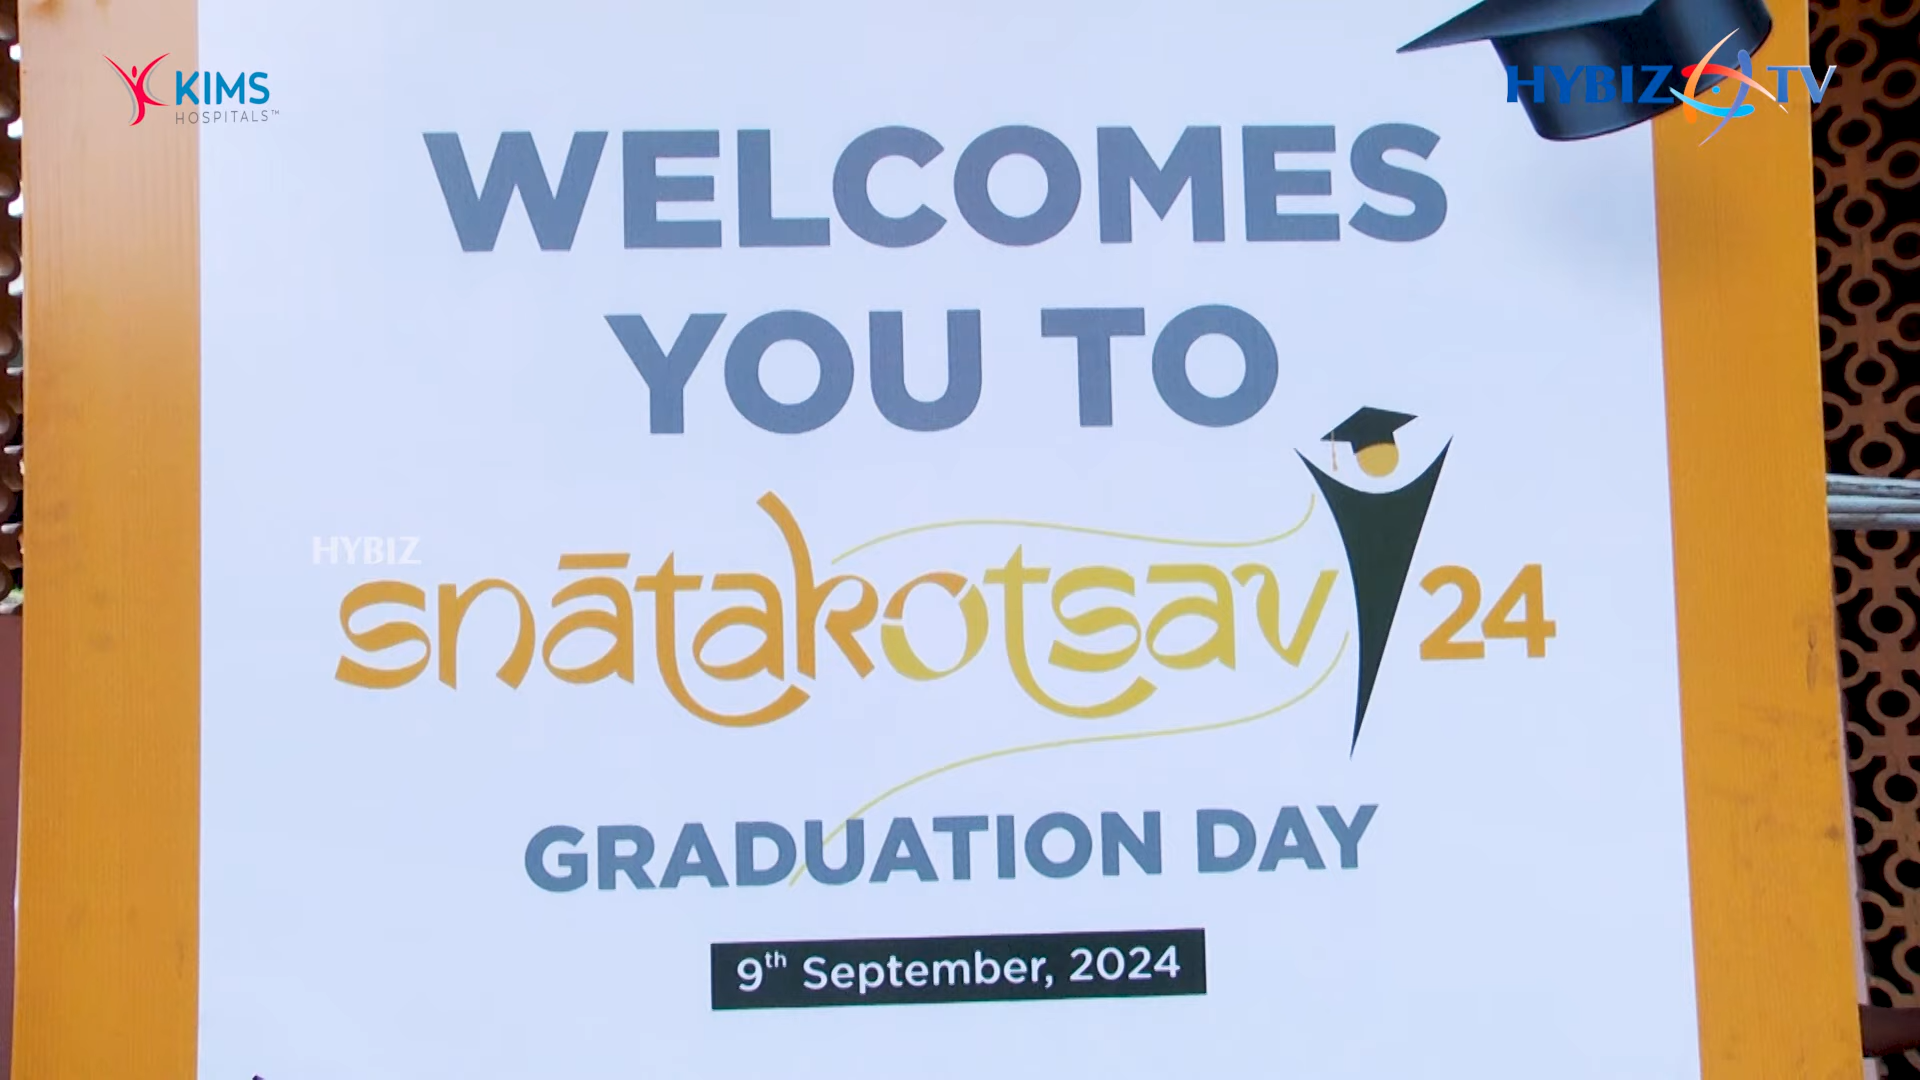 KIMS
HOSPITALS™
HYBIZ TV
WELCOMES
YOU TO
HYBIZ
snātakotsav 24
GRADUATION DAY
9th September, 2024